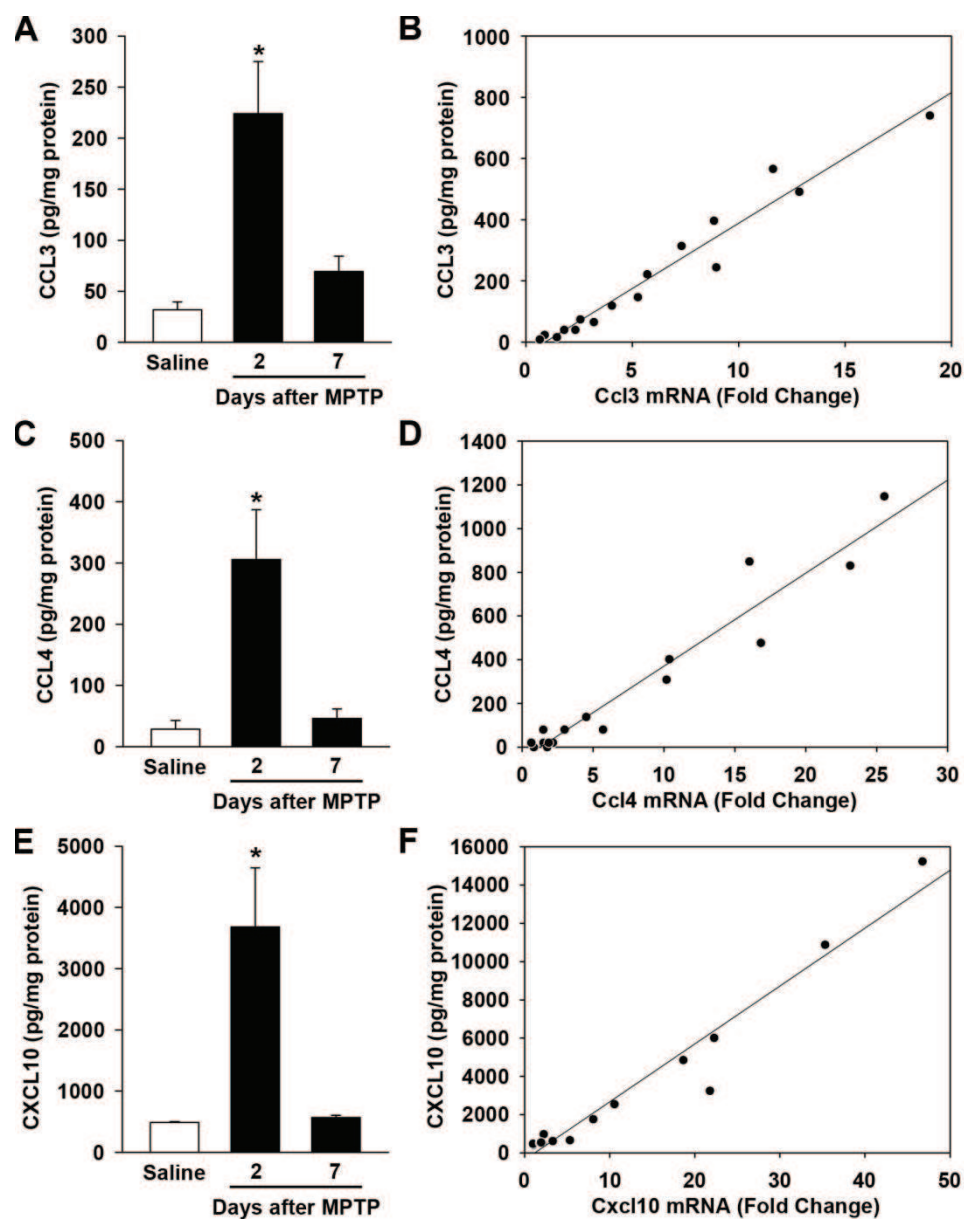 A
CCL3 (pg/mg protein)
300
250
200
150
100
50
0
*
Saline
2
7
Days after MPTP
B
CCL3 (pg/mg protein)
1000
800
600
400
200
0
0 5 10 15 20
Ccl3 mRNA (Fold Change)
C
CCL4 (pg/mg protein)
500
400
300
200
100
0
*
Saline
2
7
Days after MPTP
D
CCL4 (pg/mg protein)
1400
1200
1000
800
600
400
200
0
0 5 10 15 20 25 30
Ccl4 mRNA (Fold Change)
E
CXCL10 (pg/mg protein)
5000
4000
3000
2000
1000
0
*
Saline
2
7
Days after MPTP
F
CXCL10 (pg/mg protein)
16000
14000
12000
10000
8000
6000
4000
2000
0
0 10 20 30 40 50
Cxcl10 mRNA (Fold Change)